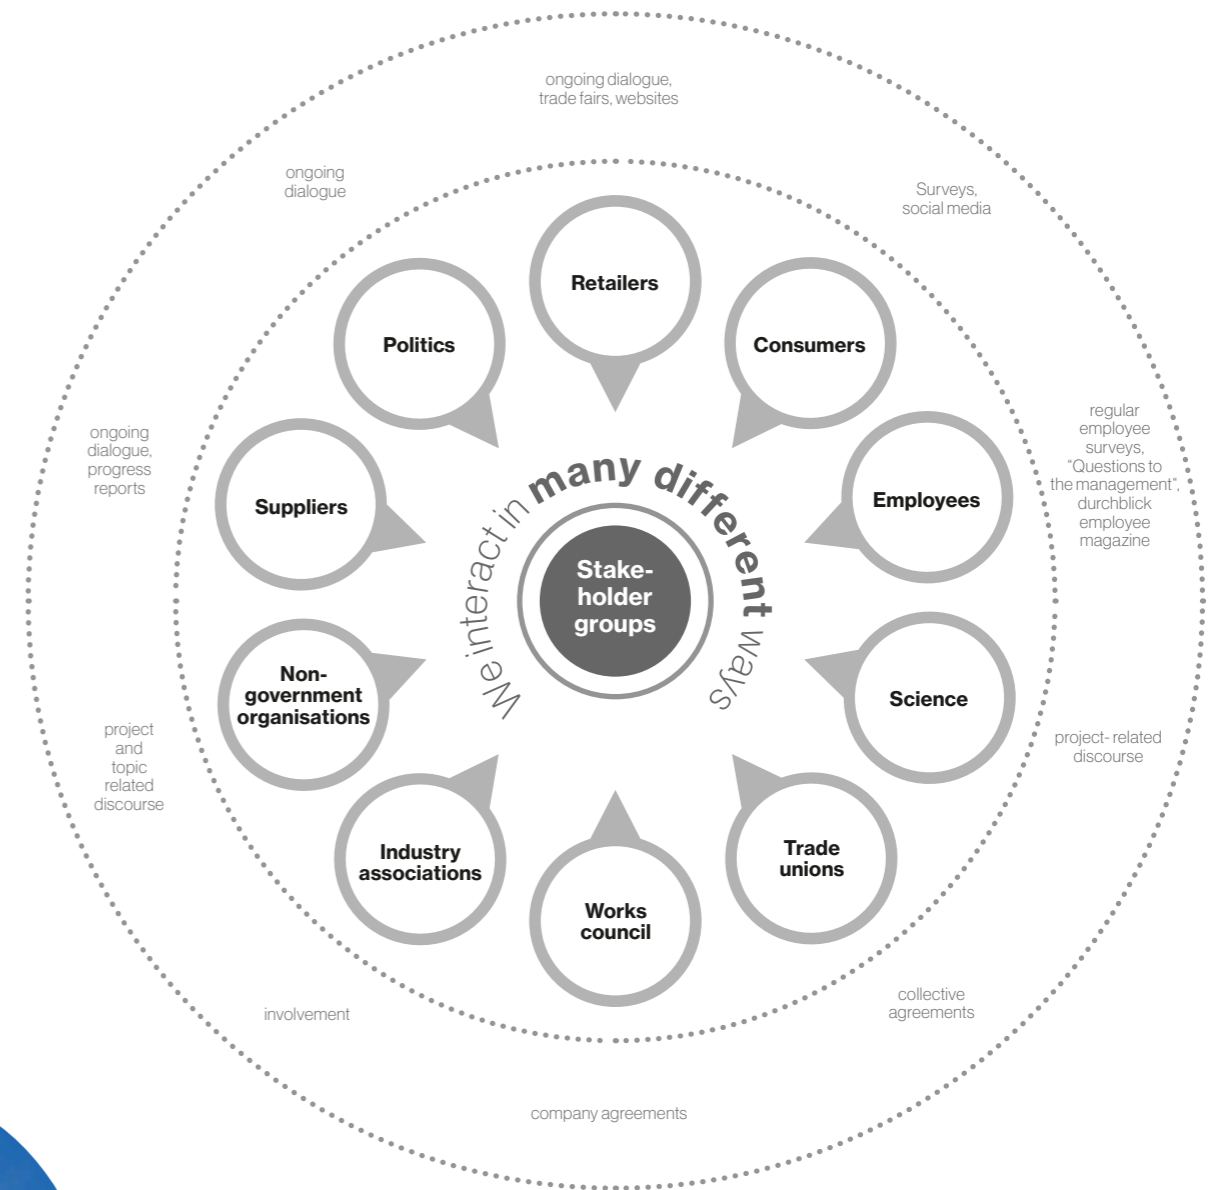 ongoing dialogue,
trade fairs, websites
ongoing
dialogue
Surveys,
social media
Retailers
Politics
Consumers
ongoing
dialogue,
progress
reports
regular
employee
surveys,
"Questions to
the management",
durchblick
employee
magazine
Suppliers
Employees
We interact in many different ways
Stake-
holder
groups
Non-
government
organisations
Science
project
and
topic
related
discourse
project- related
discourse
Industry
associations
Trade
unions
Works
council
involvement
collective
agreements
company agreements